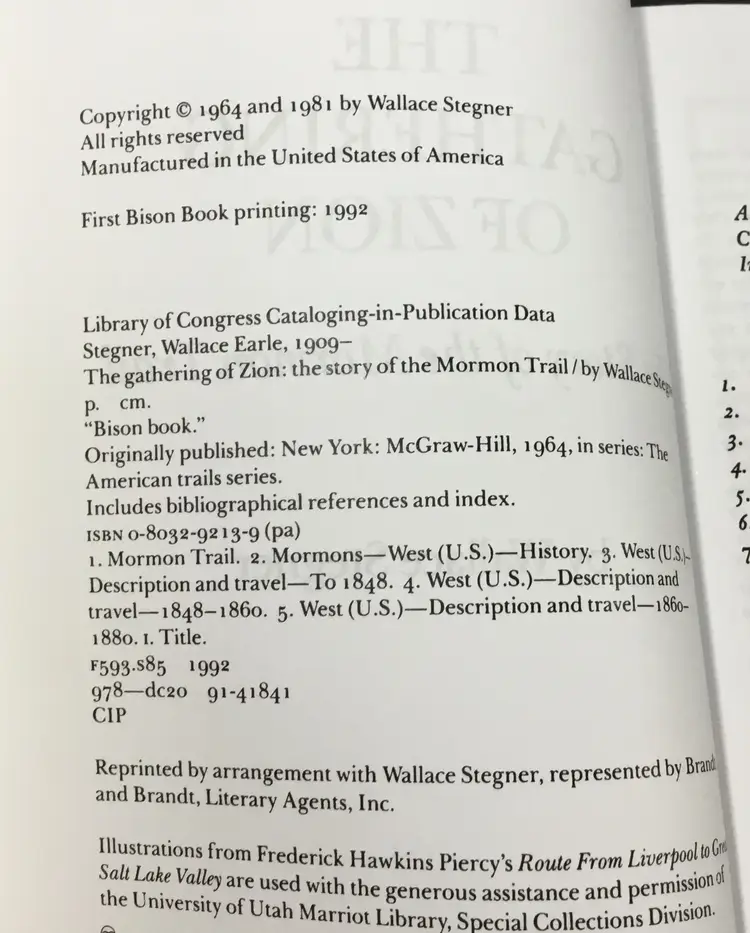 Copyright © 1964 and 1981 by Wallace Stegner
All rights reserved
Manufactured in the United States of America
First Bison Book printing: 1992
Library of Congress Cataloging-in-Publication Data
Stegner, Wallace Earle, 1909–
The gathering of Zion: the story of the Mormon Trail / by Wallace
p. cm.
“Bison book.”
Originally published: New York: McGraw-Hill, 1964, in series: The
American trails series.
Includes bibliographical references and index.
ISBN 0-8032-9213-9 (pa)
1. Mormon Trail. 2. Mormons—West (U.S.)—History. 3. West (U.S.)–
Description and travel—To 1848. 4. West (U.S.)—Description and
travel—1848–1860. 5. West (U.S.)—Description and travel—1860–
1880. I. Title.
F593.S85 1992
978—dc20 91-41841
CIP
Reprinted by arrangement with Wallace Stegner, represented by Brandt
and Brandt, Literary Agents, Inc.
Illustrations from Frederick Hawkins Piercy’s Route From Liverpool to
Salt Lake Valley are used with the generous assistance and permission of
the University of Utah Marriot Library, Special Collections Division.
1.
2.
3.
4.
5.
6.
7